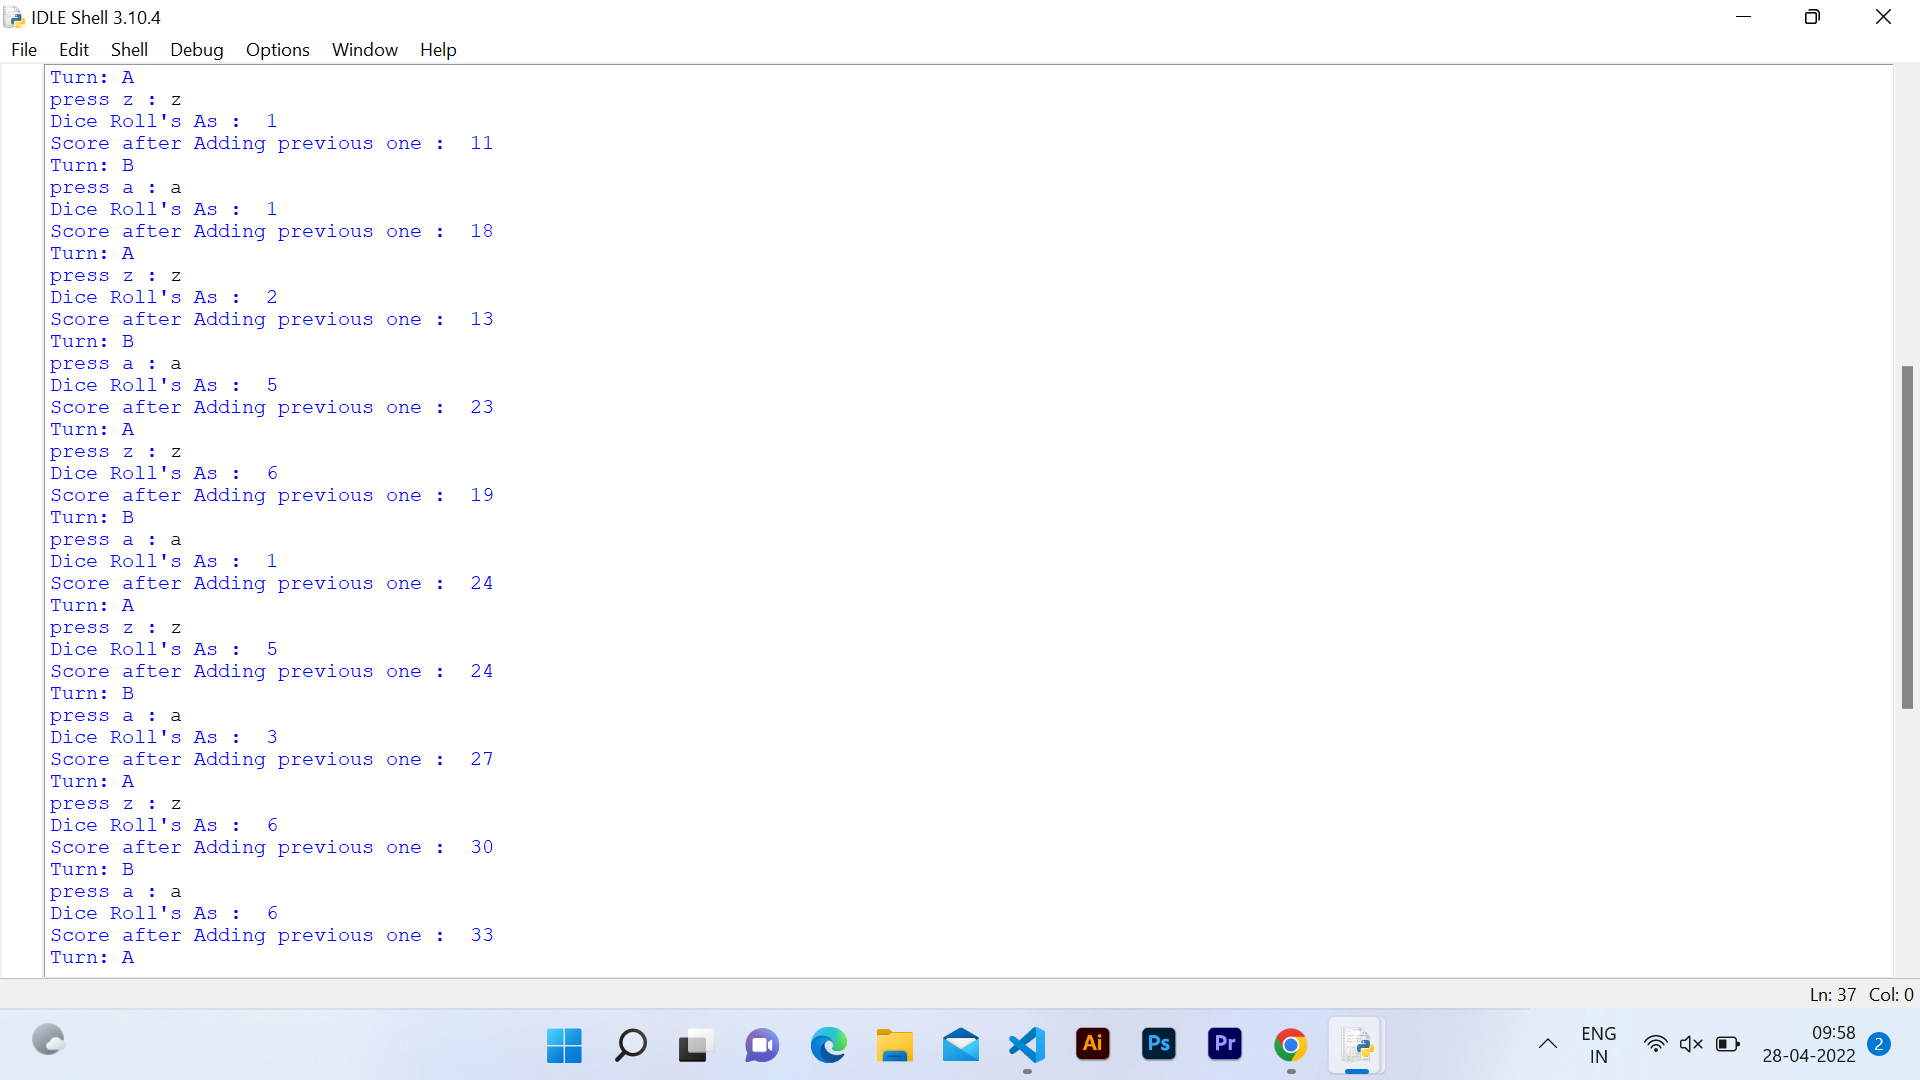 IDLE Shell 3.10.4
File Edit Shell Debug Options Window Help
Turn: A
press z : z
Dice Roll's As :  1
Score after Adding previous one :  11
Turn: B
press a : a
Dice Roll's As :  1
Score after Adding previous one :  18
Turn: A
press z : z
Dice Roll's As :  2
Score after Adding previous one :  13
Turn: B
press a : a
Dice Roll's As :  5
Score after Adding previous one :  23
Turn: A
press z : z
Dice Roll's As :  6
Score after Adding previous one :  19
Turn: B
press a : a
Dice Roll's As :  1
Score after Adding previous one :  24
Turn: A
press z : z
Dice Roll's As :  5
Score after Adding previous one :  24
Turn: B
press a : a
Dice Roll's As :  3
Score after Adding previous one :  27
Turn: A
press z : z
Dice Roll's As :  6
Score after Adding previous one :  30
Turn: B
press a : a
Dice Roll's As :  6
Score after Adding previous one :  33
Turn: A
Ln: 37 Col: 0
Ai Ps Pr
ENG 09:58
IN 28-04-2022 2